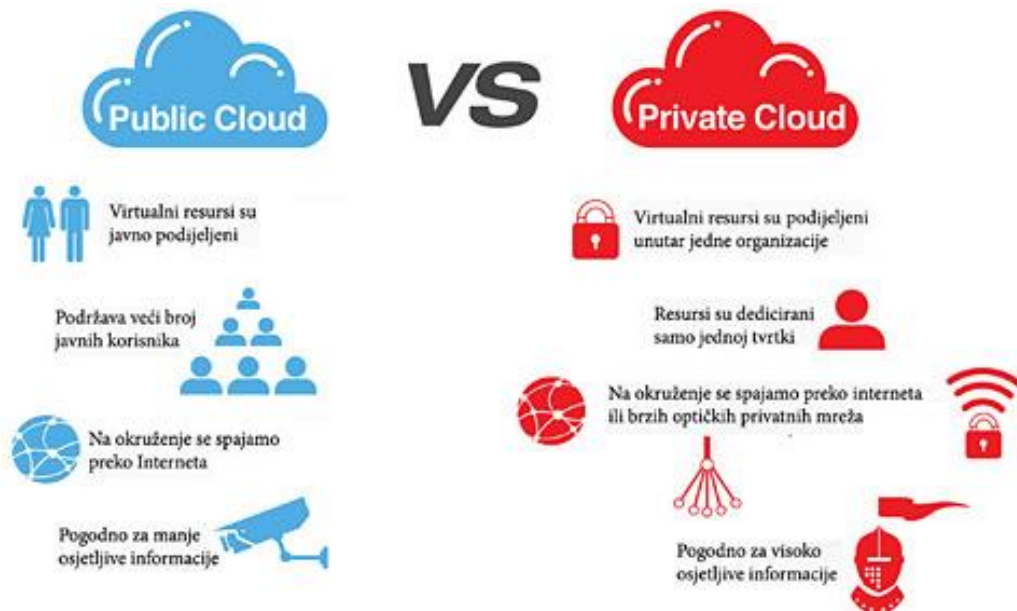 Public Cloud
VS
Private Cloud
Virtualni resursi su
javno podijeljeni
Podržava veći broj
javnih korisnika
Na okruženje se spajamo
preko Interneta
Pogodno za manje
osjetljive informacije
Virtualni resursi su podijeljeni
unutar jedne organizacije
Resursi su dedicirani
samo jednoj tvrtki
Na okruženje se spajamo preko interneta
ili brzih optičkih privatnih mreža
Pogodno za visoko
osjetljive informacije